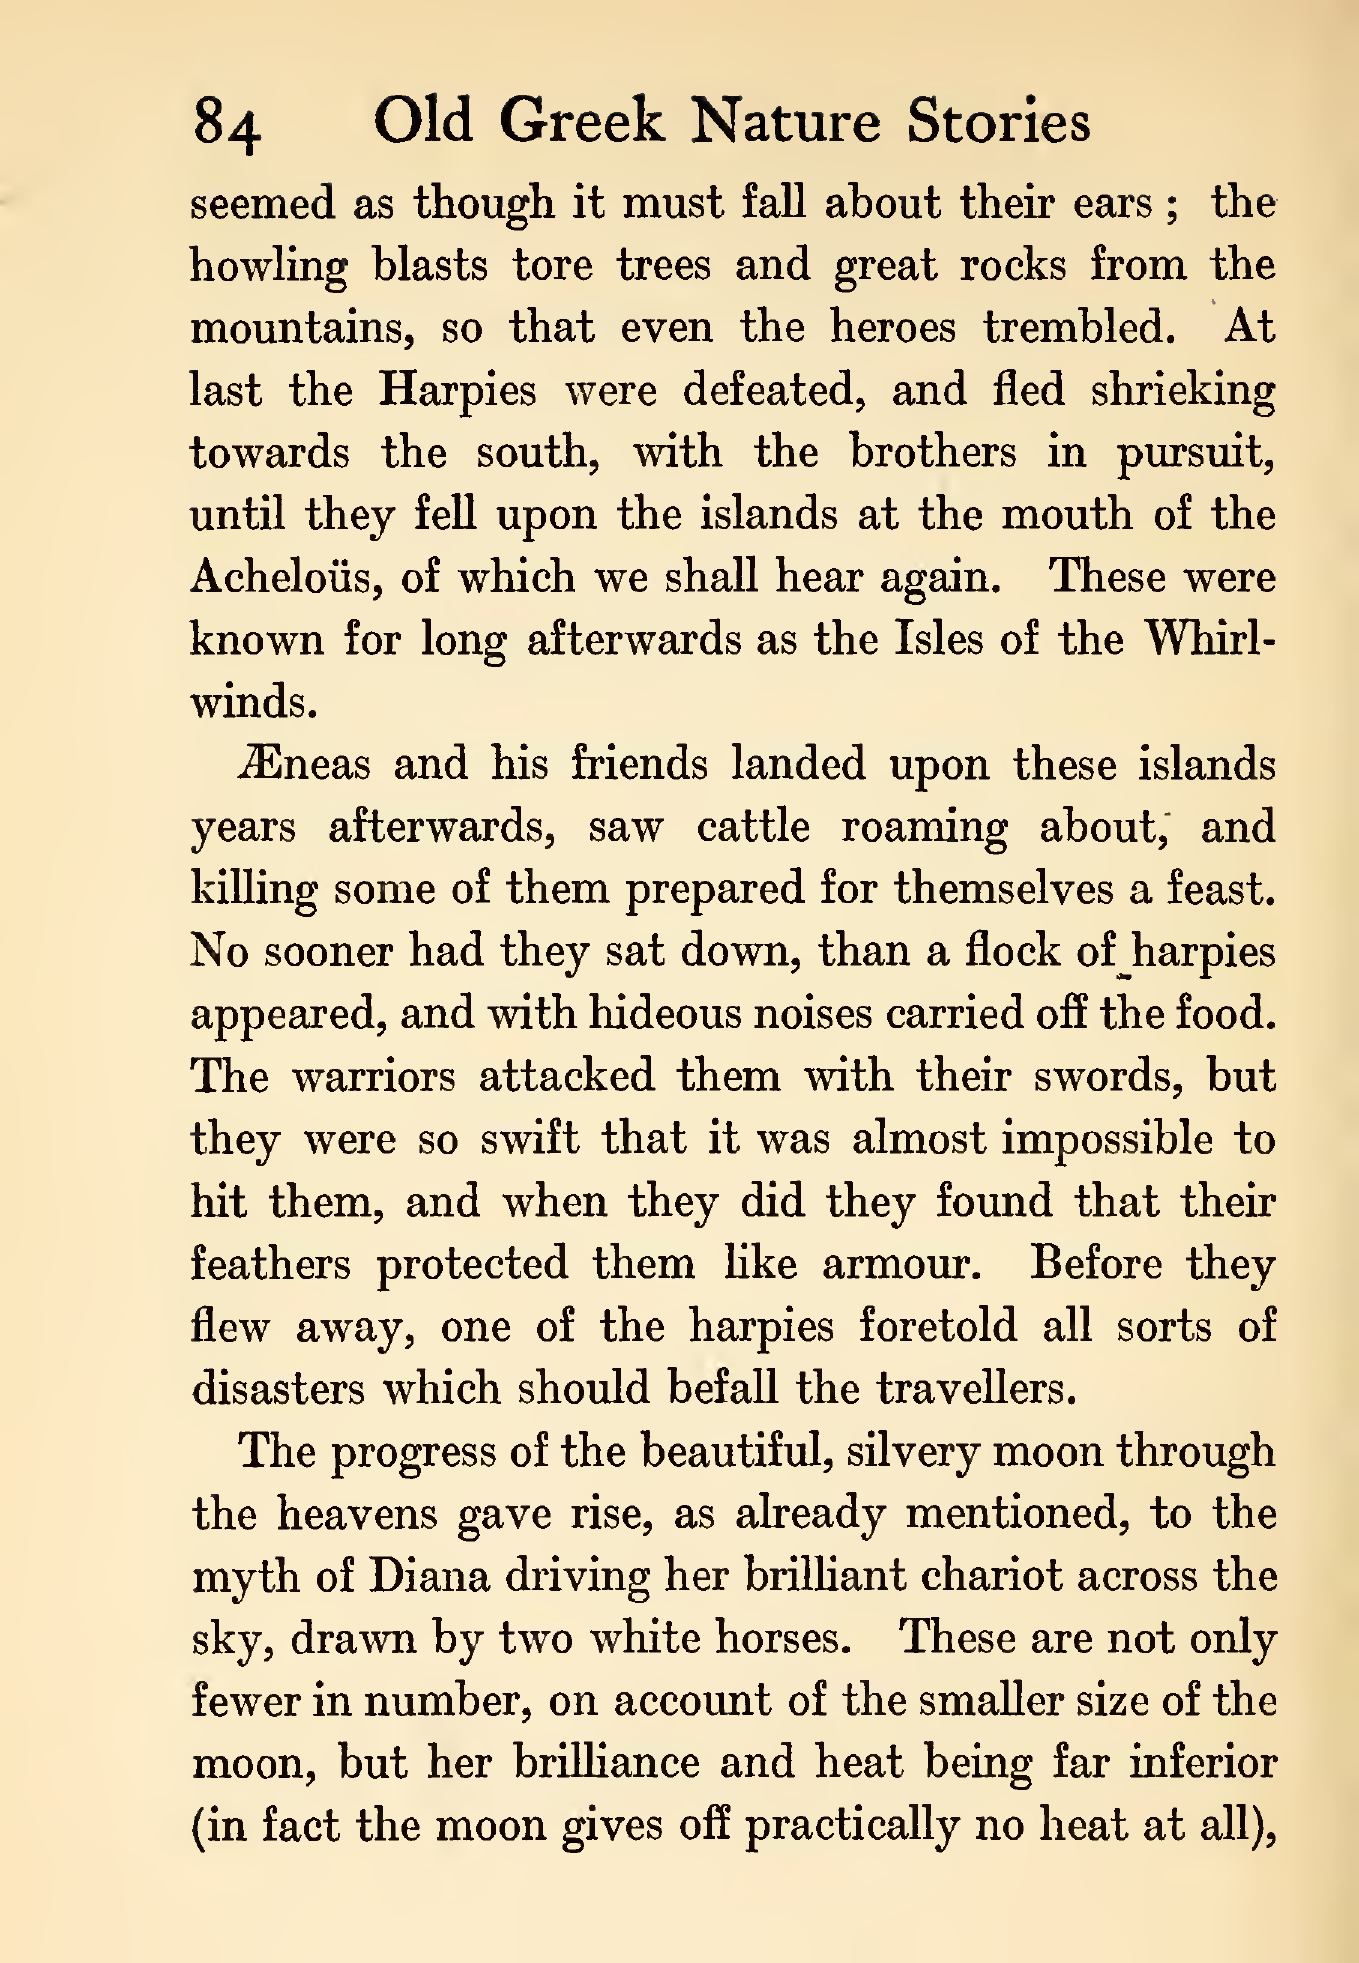 84 Old Greek Nature Stories
seemed as though it must fall about their ears ; the
howling blasts tore trees and great rocks from the
mountains, so that even the heroes trembled. At
last the Harpies were defeated, and fled shrieking
towards the south, with the brothers in pursuit,
until they fell upon the islands at the mouth of the
Acheloüs, of which we shall hear again. These were
known for long afterwards as the Isles of the Whirl-
winds.
Æneas and his friends landed upon these islands
years afterwards, saw cattle roaming about, and
killing some of them prepared for themselves a feast.
No sooner had they sat down, than a flock of harpies
appeared, and with hideous noises carried off the food.
The warriors attacked them with their swords, but
they were so swift that it was almost impossible to
hit them, and when they did they found that their
feathers protected them like armour. Before they
flew away, one of the harpies foretold all sorts of
disasters which should befall the travellers.
The progress of the beautiful, silvery moon through
the heavens gave rise, as already mentioned, to the
myth of Diana driving her brilliant chariot across the
sky, drawn by two white horses. These are not only
fewer in number, on account of the smaller size of the
moon, but her brilliance and heat being far inferior
(in fact the moon gives off practically no heat at all),